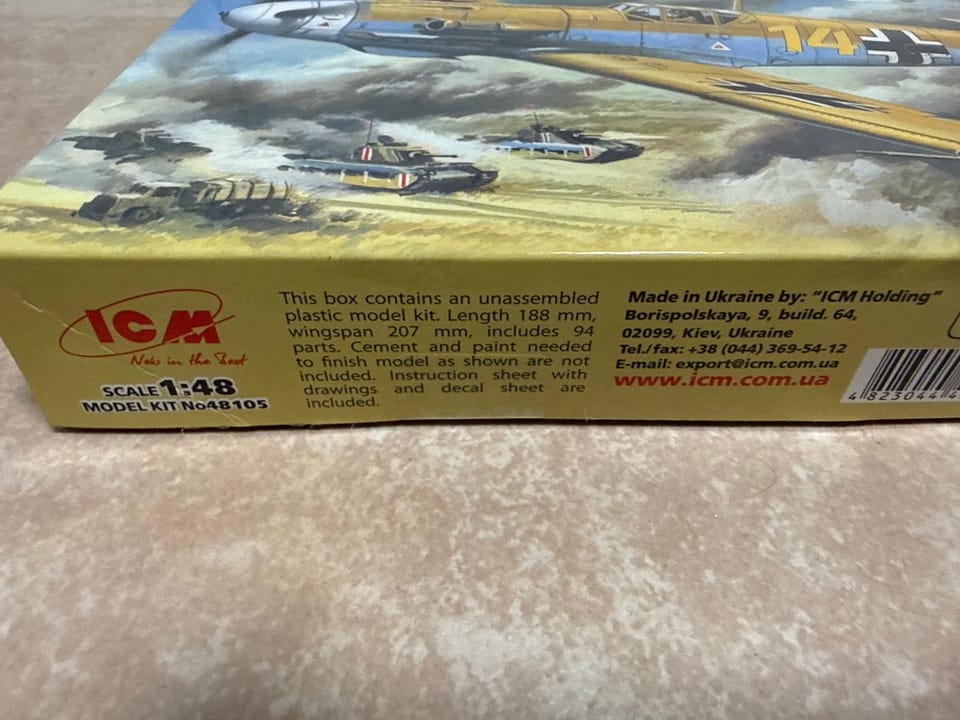 14
ICM
New in the Best
SCALE 1:48
MODEL KIT No48105
This box contains an unassembled
plastic model kit. Length 188 mm,
wingspan 207 mm, includes 94
parts. Cement and paint needed
to finish model as shown are not
included. Instruction sheet with
drawings and decal sheet are
included.
Made in Ukraine by: "ICM Holding"
Borispolskaya, 9, build. 64,
02099, Kiev, Ukraine
Tel./fax: +38 (044) 369-54-12
E-mail: export@icm.com.ua
www.icm.com.ua
4 823044 4